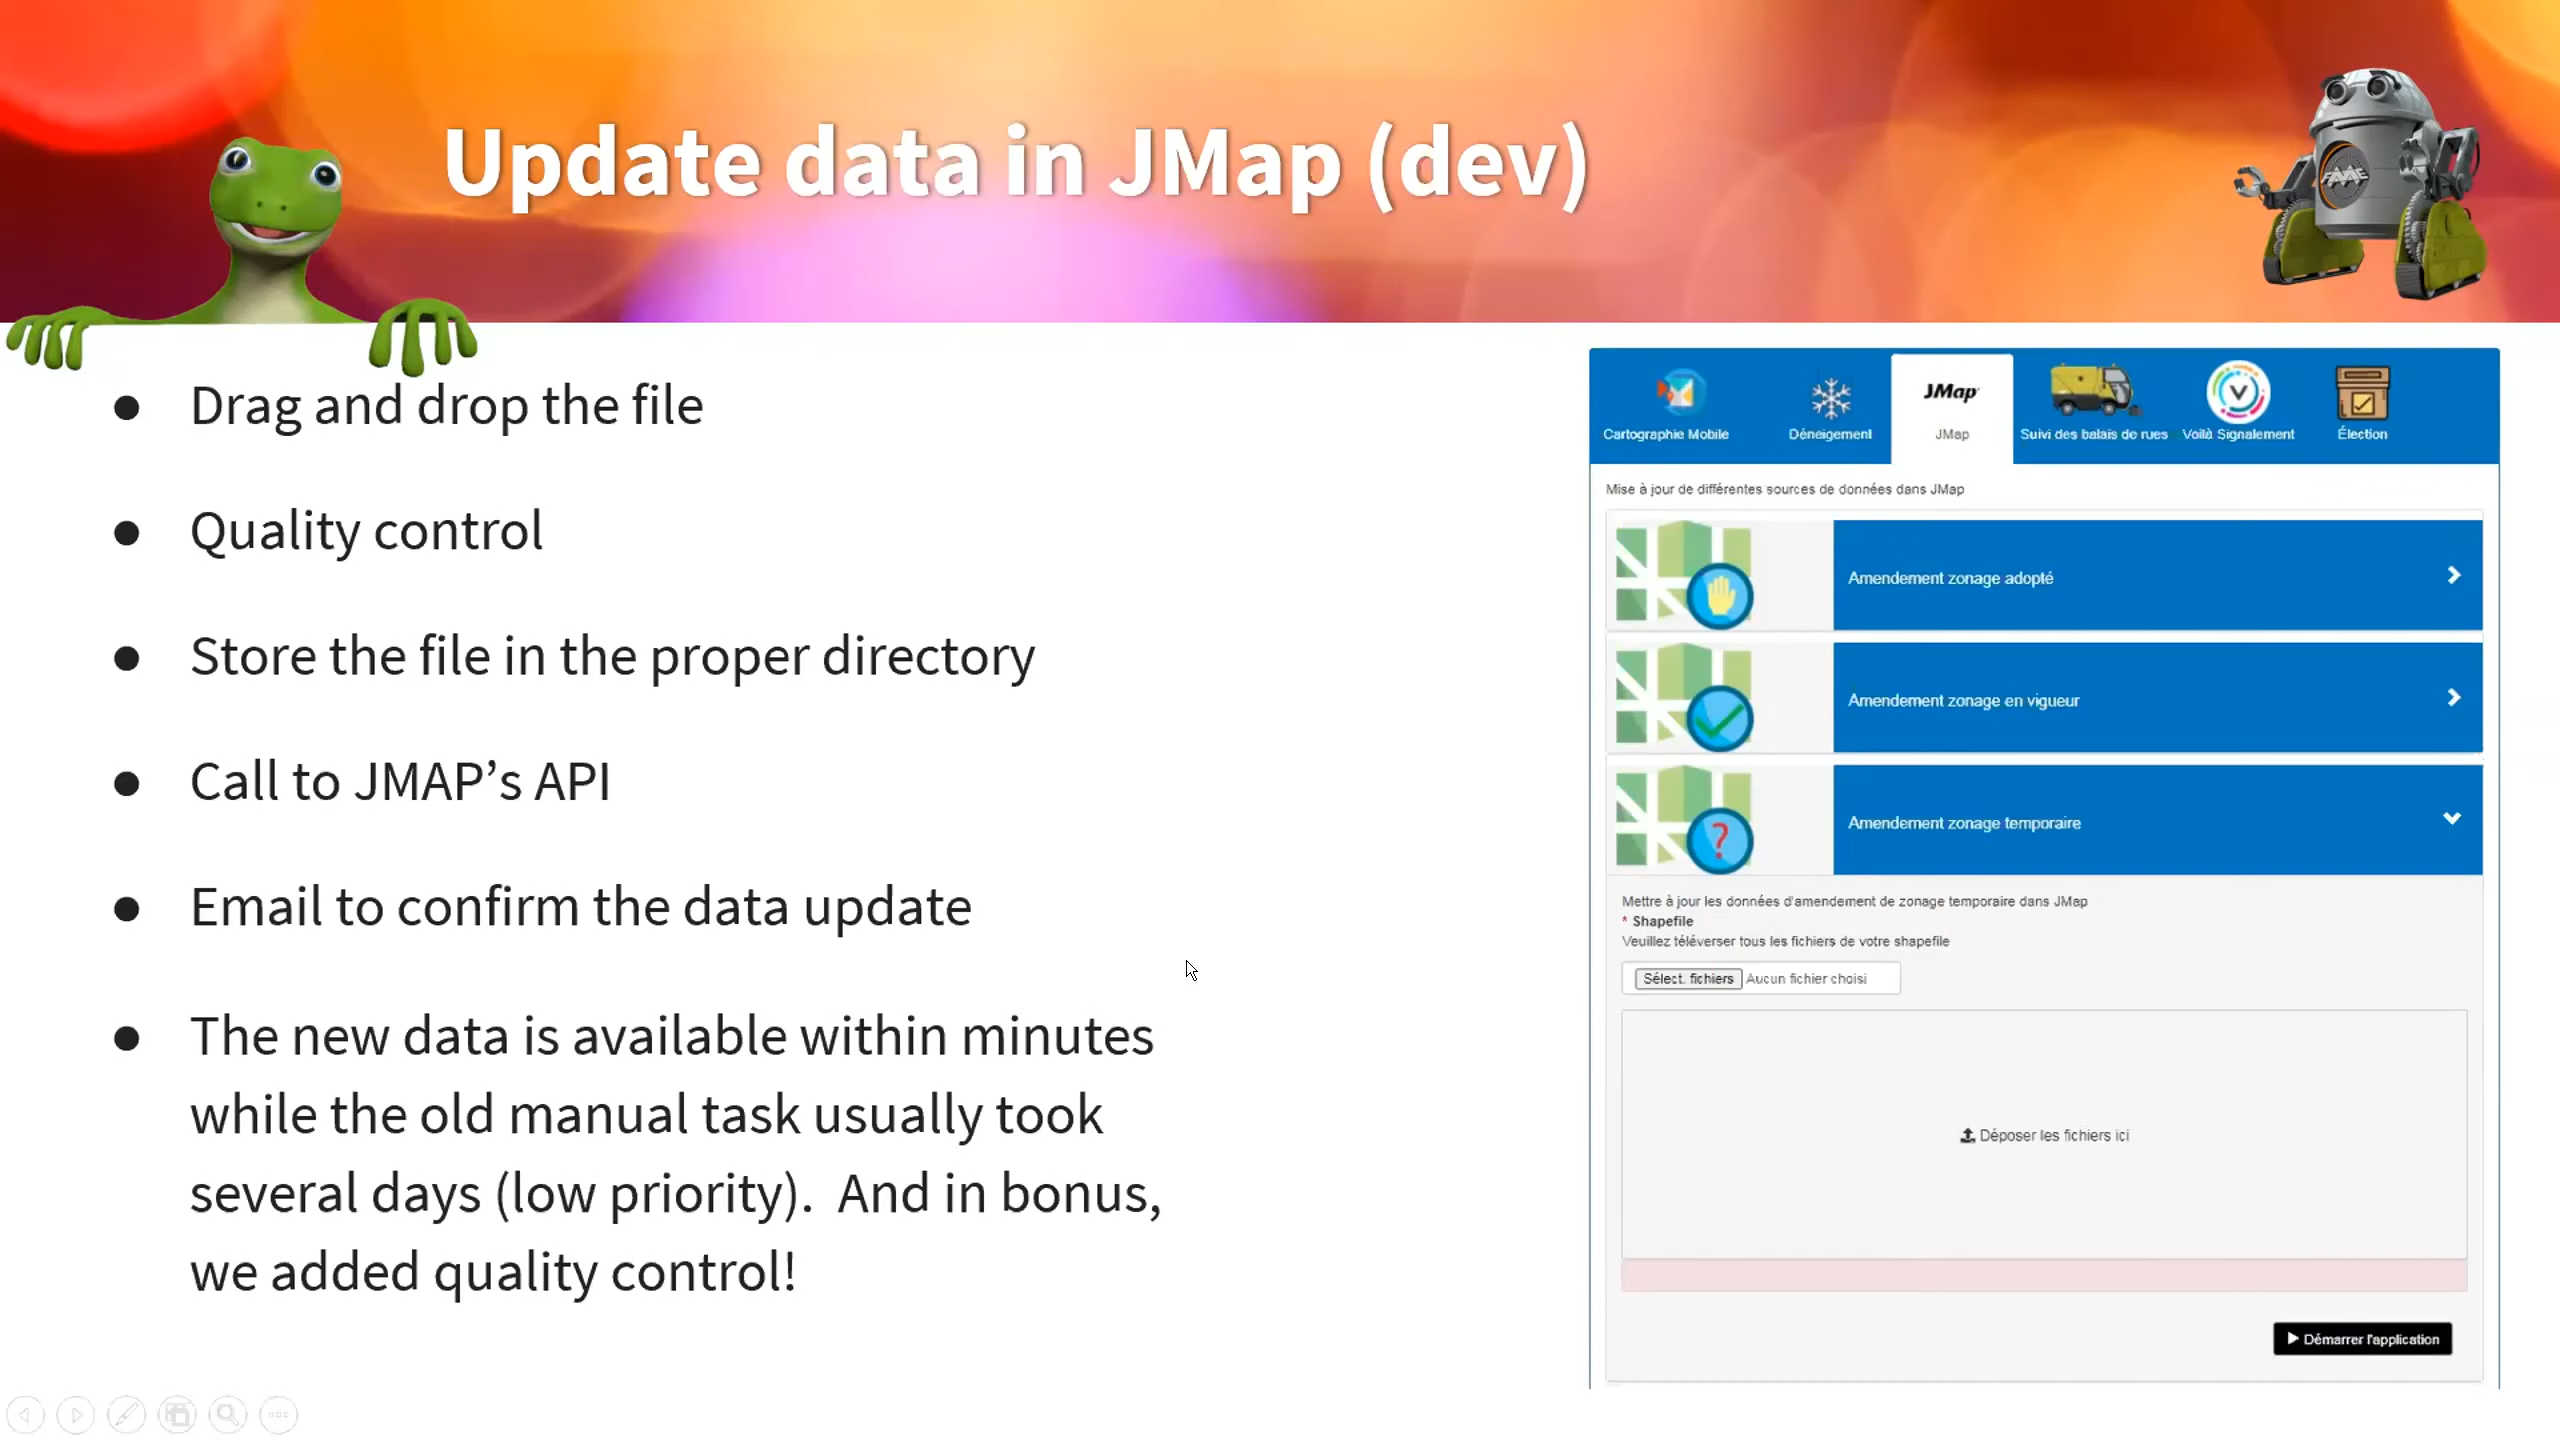 Update data in JMap (dev)
FME
• Drag and drop the file
• Quality control
• Store the file in the proper directory
• Call to JMAP’s API
• Email to confirm the data update
• The new data is available within minutes
while the old manual task usually took
several days (low priority).  And in bonus,
we added quality control!
JMap
Cartographie Mobile
Déneigement
JMap
Suivi des balais de rues
Voilà Signalement
Élection
Mise à jour de différentes sources de données dans JMap
Amendement zonage adopté
Amendement zonage en vigueur
?
Amendement zonage temporaire
Mettre à jour les données d'amendement de zonage temporaire dans JMap
* Shapefile
Veuillez téléverser tous les fichiers de votre shapefile
Sélect. fichiers Aucun fichier choisi
Déposer les fichiers ici
Démarrer l'application